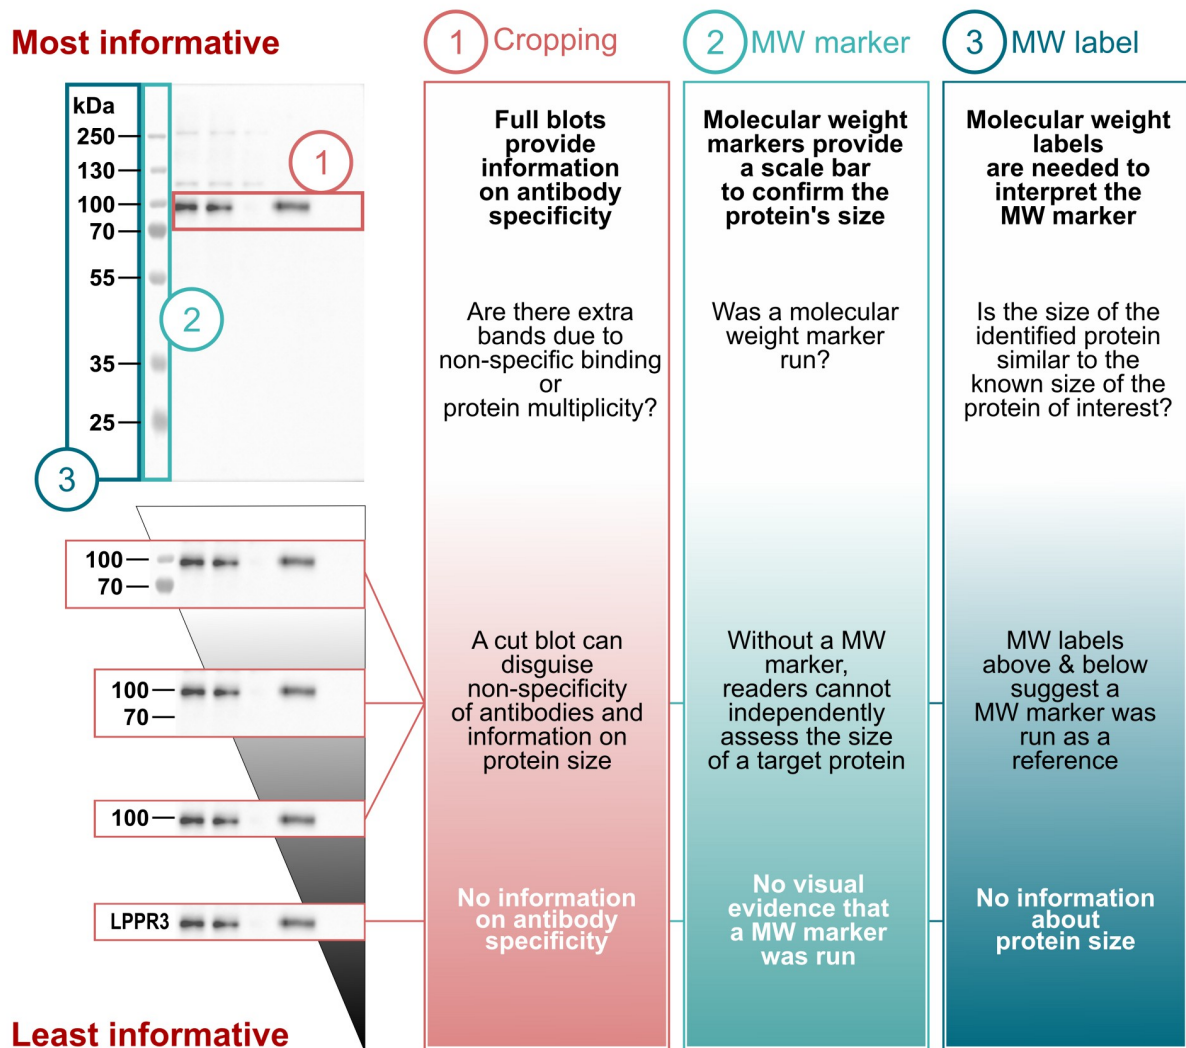 Most informative
1 Cropping
2 MW marker
3 MW label
kDa
250
130
100
70
55
35
25
1
2
3
Full blots
provide
information
on antibody
specificity
Are there extra
bands due to
non-specific binding
or
protein multiplicity?
Molecular weight
markers provide
a scale bar
to confirm the
protein's size
Was a molecular
weight marker
run?
Molecular weight
labels
are needed to
interpret the
MW marker
Is the size of the
identified protein
similar to the
known size of the
protein of interest?
100
70
100
70
100
LPPR3
A cut blot can
disguise
non-specificity
of antibodies and
information on
protein size
No information
on antibody
specificity
Without a MW
marker,
readers cannot
independently
assess the size
of a target protein
No visual
evidence that
a MW marker
was run
MW labels
above & below
suggest a
MW marker was
run as a
reference
No information
about
protein size
Least informative